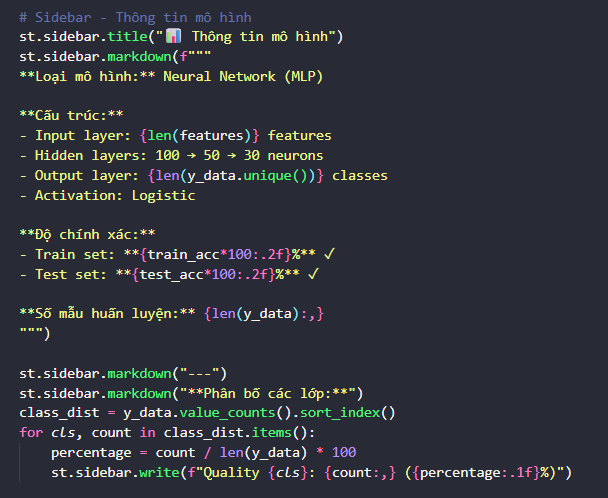 # Sidebar - Thông tin mô hình
st.sidebar.title("📊 Thông tin mô hình")
st.sidebar.markdown(f"""
**Loại mô hình:** Neural Network (MLP)

**Cấu trúc:**
- Input layer: {len(features)} features
- Hidden layers: 100 → 50 → 30 neurons
- Output layer: {len(y_data.unique())} classes
- Activation: Logistic

**Độ chính xác:**
- Train set: **{train_acc*100:.2f}%** ✓
- Test set: **{test_acc*100:.2f}%** ✓

**Số mẫu huấn luyện:** {len(y_data):,}
""")

st.sidebar.markdown("---")
st.sidebar.markdown("**Phân bố các lớp:**")
class_dist = y_data.value_counts().sort_index()
for cls, count in class_dist.items():
    percentage = count / len(y_data) * 100
    st.sidebar.write(f"Quality {cls}: {count:,} ({percentage:.1f}%)")